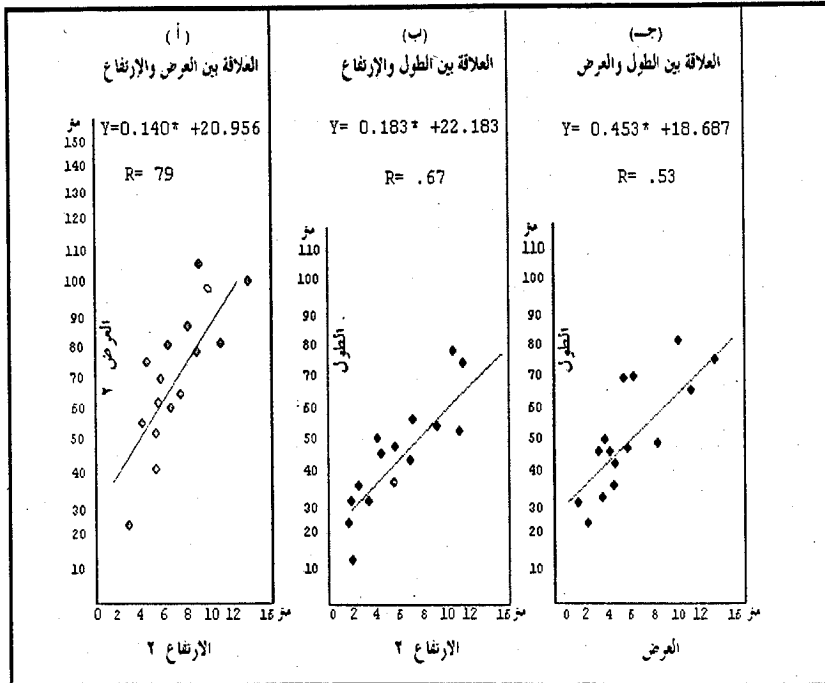 (أ)
العلاقة بين العرض والإرتفاع
Y=0.140* +20.956
R= 79
متر
150
140
130
120
110
100
90
80
70
60
50
40
30
20
10
العرض ٢
0 2 4 6 8 10 12 16 متر
الارتفاع ٢
(ب)
العلاقة بين الطول والإرتفاع
Y= 0.183* +22.183
R= .67
متر
110
100
90
80
70
60
50
40
30
20
10
الطول
0 2 4 6 8 10 12 16 متر
الارتفاع ٢
(جـ)
العلاقة بين الطول والعرض
Y= 0.453* +18.687
R= .53
متر
110
100
90
80
70
60
50
40
30
20
10
الطول
0 2 4 6 8 10 12 16 متر
العرض